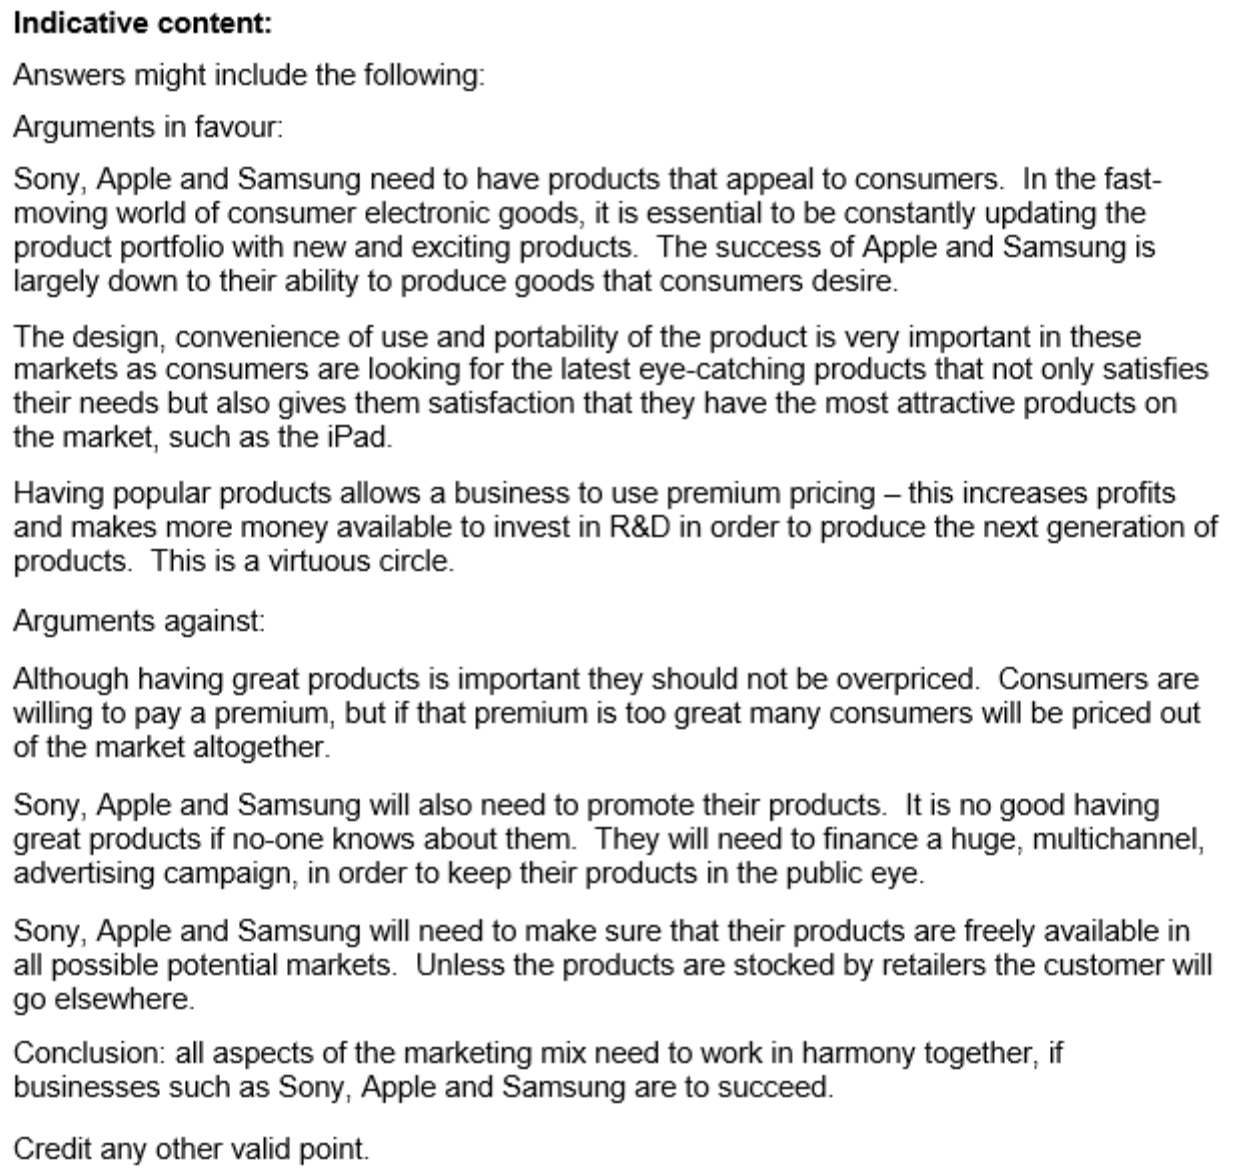 Indicative content:
Answers might include the following:
Arguments in favour:
Sony, Apple and Samsung need to have products that appeal to consumers.  In the fast-
moving world of consumer electronic goods, it is essential to be constantly updating the
product portfolio with new and exciting products.  The success of Apple and Samsung is
largely down to their ability to produce goods that consumers desire.
The design, convenience of use and portability of the product is very important in these
markets as consumers are looking for the latest eye-catching products that not only satisfies
their needs but also gives them satisfaction that they have the most attractive products on
the market, such as the iPad.
Having popular products allows a business to use premium pricing – this increases profits
and makes more money available to invest in R&D in order to produce the next generation of
products.  This is a virtuous circle.
Arguments against:
Although having great products is important they should not be overpriced.  Consumers are
willing to pay a premium, but if that premium is too great many consumers will be priced out
of the market altogether.
Sony, Apple and Samsung will also need to promote their products.  It is no good having
great products if no-one knows about them.  They will need to finance a huge, multichannel,
advertising campaign, in order to keep their products in the public eye.
Sony, Apple and Samsung will need to make sure that their products are freely available in
all possible potential markets.  Unless the products are stocked by retailers the customer will
go elsewhere.
Conclusion: all aspects of the marketing mix need to work in harmony together, if
businesses such as Sony, Apple and Samsung are to succeed.
Credit any other valid point.